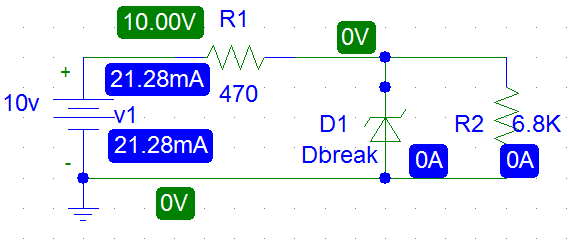 10.00V
R1
0V
+
21.28mA
470
10v
v1
D1
R2
6.8K
21.28mA
Dbreak
-
0A
0A
0V